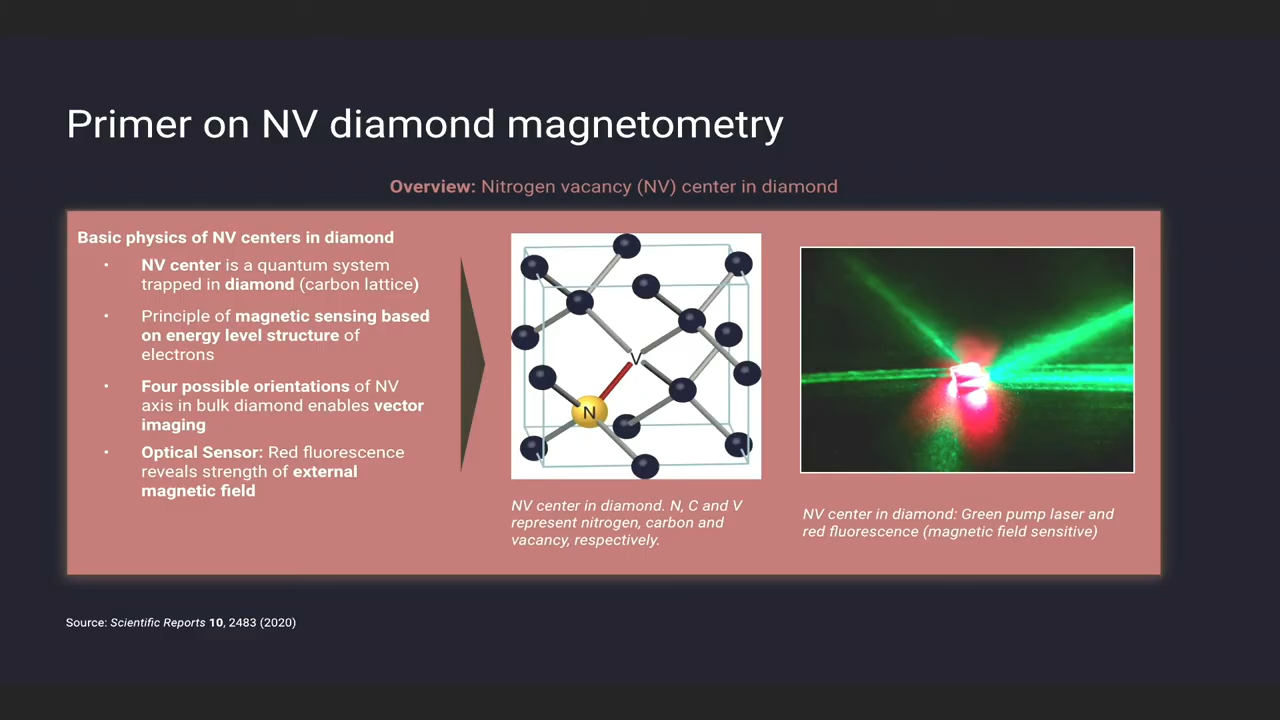 Primer on NV diamond magnetometry
Overview: Nitrogen vacancy (NV) center in diamond
Basic physics of NV centers in diamond
• NV center is a quantum system
trapped in diamond (carbon lattice)
• Principle of magnetic sensing based
on energy level structure of
electrons
• Four possible orientations of NV
axis in bulk diamond enables vector
imaging
• Optical Sensor: Red fluorescence
reveals strength of external
magnetic field
V
N
NV center in diamond. N, C and V
represent nitrogen, carbon and
vacancy, respectively.
NV center in diamond: Green pump laser and
red fluorescence (magnetic field sensitive)
Source: Scientific Reports 10, 2483 (2020)